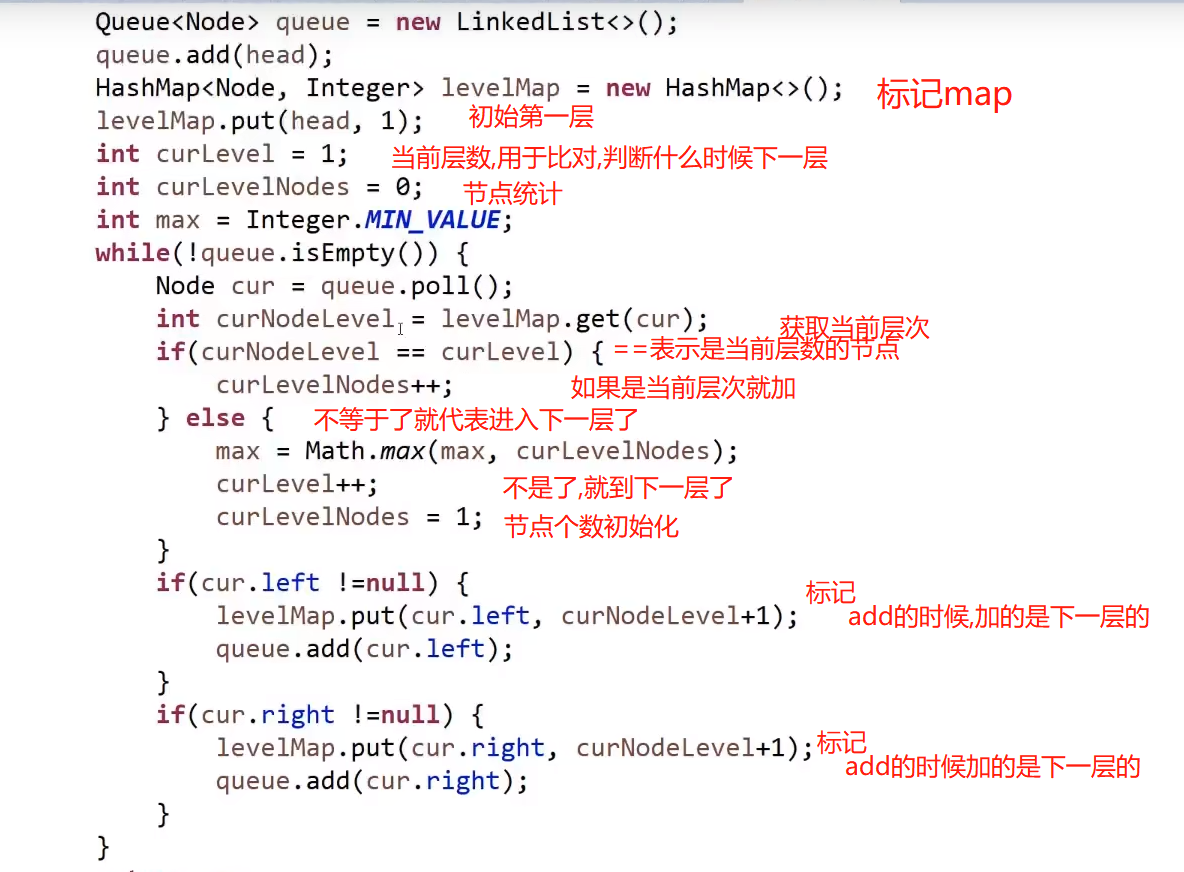 Queue<Node> queue = new LinkedList<>();
queue.add(head);
HashMap<Node, Integer> levelMap = new HashMap<>(); 标记map
levelMap.put(head, 1); 初始第一层
int curLevel = 1; 当前层数,用于比对,判断什么时候下一层
int curLevelNodes = 0; 节点统计
int max = Integer.MIN_VALUE;
while(!queue.isEmpty()) {
Node cur = queue.poll();
int curNodeLevel = levelMap.get(cur); 获取当前层次
if(curNodeLevel == curLevel) { ==表示是当前层数的节点
curLevelNodes++; 如果是当前层次就加
} else { 不等于了就代表进入下一层了
max = Math.max(max, curLevelNodes);
curLevel++; 不是了,就到下一层了
curLevelNodes = 1; 节点个数初始化
}
if(cur.left !=null) {
levelMap.put(cur.left, curNodeLevel+1); 标记
add的时候,加的是下一层的
queue.add(cur.left);
}
if(cur.right !=null) {
levelMap.put(cur.right, curNodeLevel+1); 标记
add的时候加的是下一层的
queue.add(cur.right);
}
}